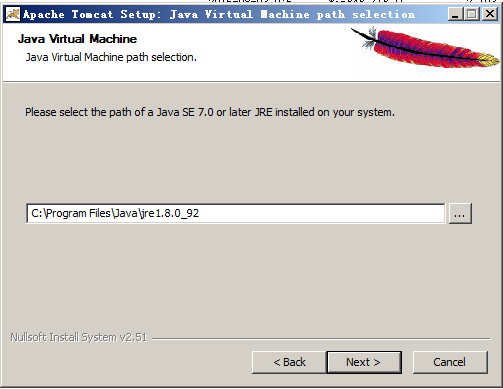 Apache Tomcat Setup: Java Virtual Machine path selection
Java Virtual Machine
Java Virtual Machine path selection.
Please select the path of a Java SE 7.0 or later JRE installed on your system.
C:\Program Files\Java\jre1.8.0_92
...
Nullsoft Install System v2.51
< Back
Next >
Cancel